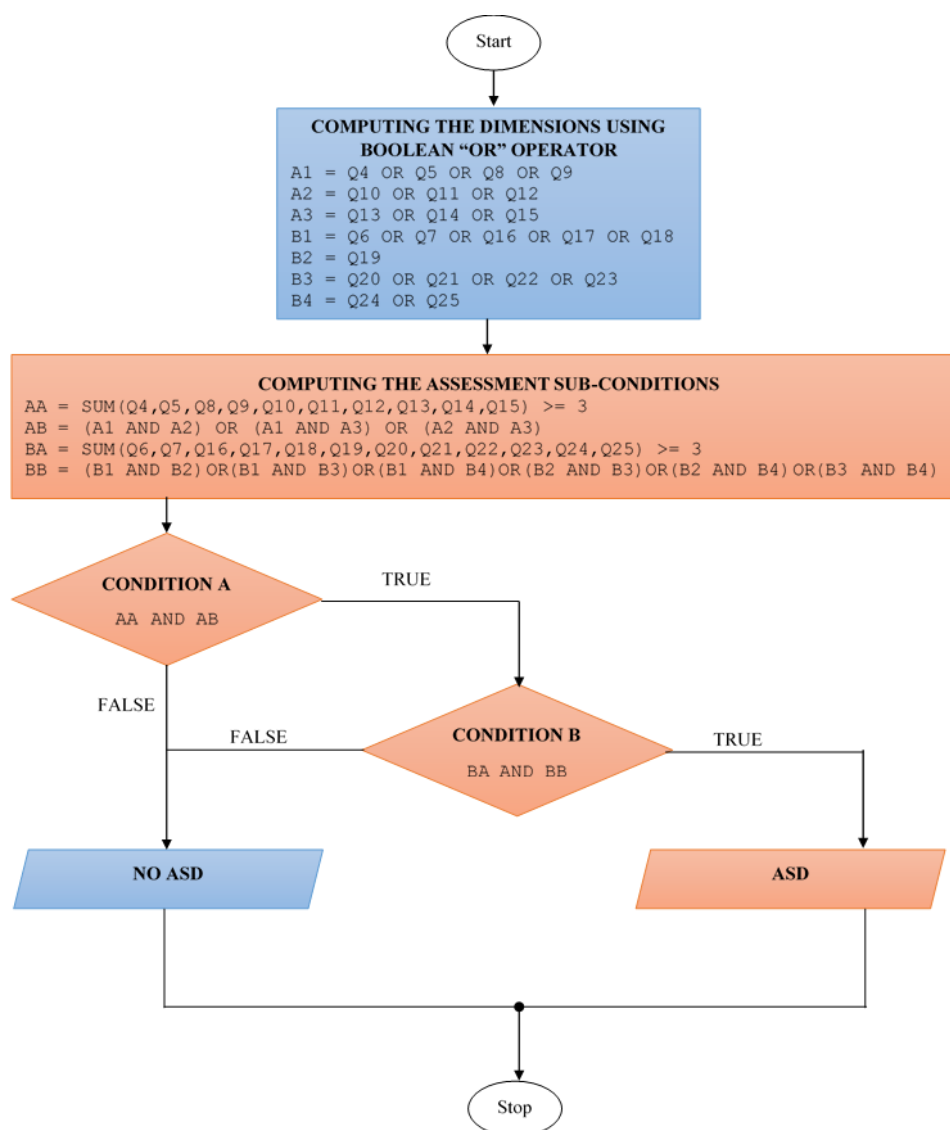 Start
COMPUTING THE DIMENSIONS USING
BOOLEAN “OR” OPERATOR
A1 = Q4 OR Q5 OR Q8 OR Q9
A2 = Q10 OR Q11 OR Q12
A3 = Q13 OR Q14 OR Q15
B1 = Q6 OR Q7 OR Q16 OR Q17 OR Q18
B2 = Q19
B3 = Q20 OR Q21 OR Q22 OR Q23
B4 = Q24 OR Q25
COMPUTING THE ASSESSMENT SUB-CONDITIONS
AA = SUM(Q4,Q5,Q8,Q9,Q10,Q11,Q12,Q13,Q14,Q15) >= 3
AB = (A1 AND A2) OR (A1 AND A3) OR (A2 AND A3)
BA = SUM(Q6,Q7,Q16,Q17,Q18,Q19,Q20,Q21,Q22,Q23,Q24,Q25) >= 3
BB = (B1 AND B2)OR(B1 AND B3)OR(B1 AND B4)OR(B2 AND B3)OR(B2 AND B4)OR(B3 AND B4)
CONDITION A
AA AND AB
TRUE
FALSE
CONDITION B
BA AND BB
FALSE
TRUE
NO ASD
ASD
Stop